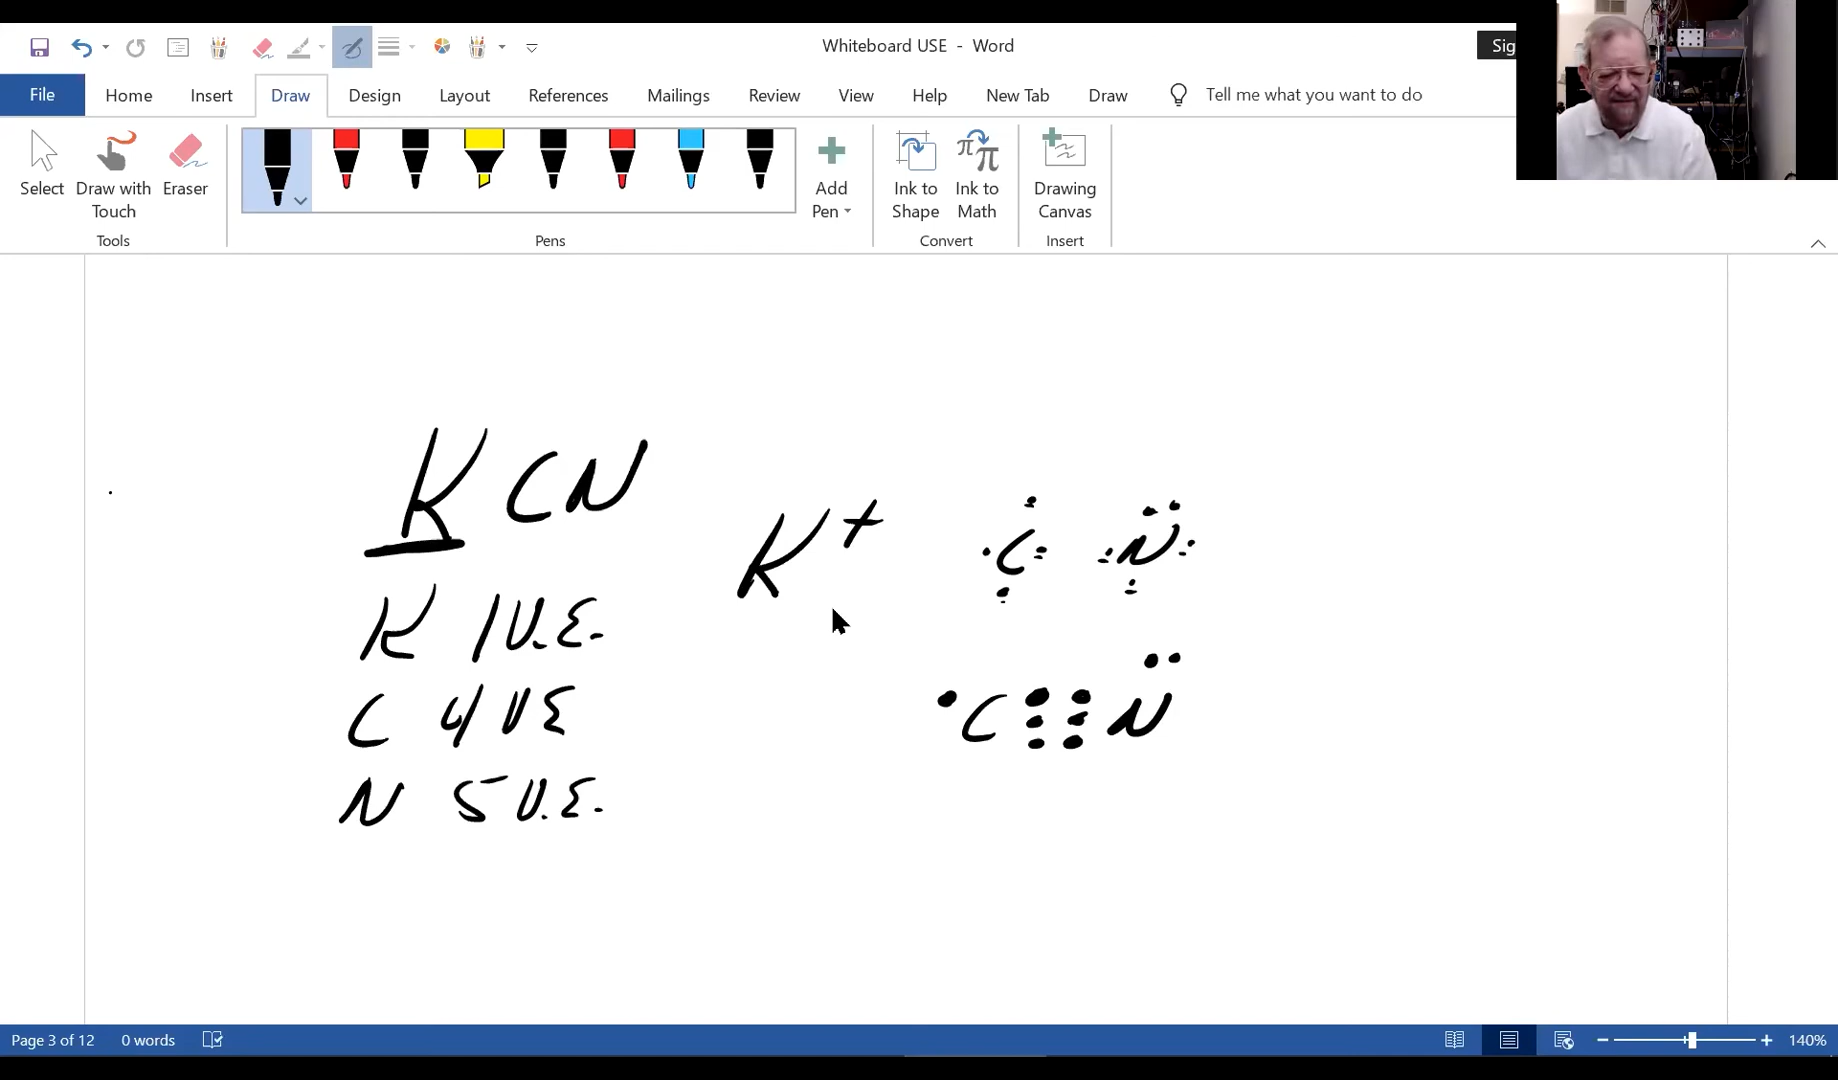 Whiteboard USE - Word
Sig
File Home Insert Draw Design Layout References Mailings Review View Help New Tab Draw Tell me what you want to do
Select
Draw with Touch
Eraser
Add Pen
Ink to Shape
Ink to Math
Drawing Canvas
Tools
Pens
Convert
Insert
KCN
K 1 V.E.
C 4 VE
N 5 V.E.
K+
C N
C N
Page 3 of 12
0 words
140%